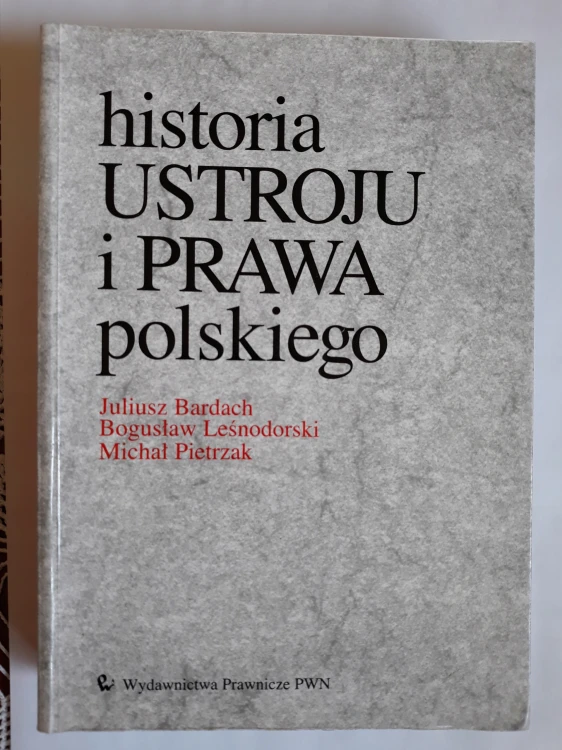 historia
USTROJU
i PRAWA
polskiego
Juliusz Bardach
Bogusław Leśnodorski
Michał Pietrzak
Wydawnictwa Prawnicze PWN